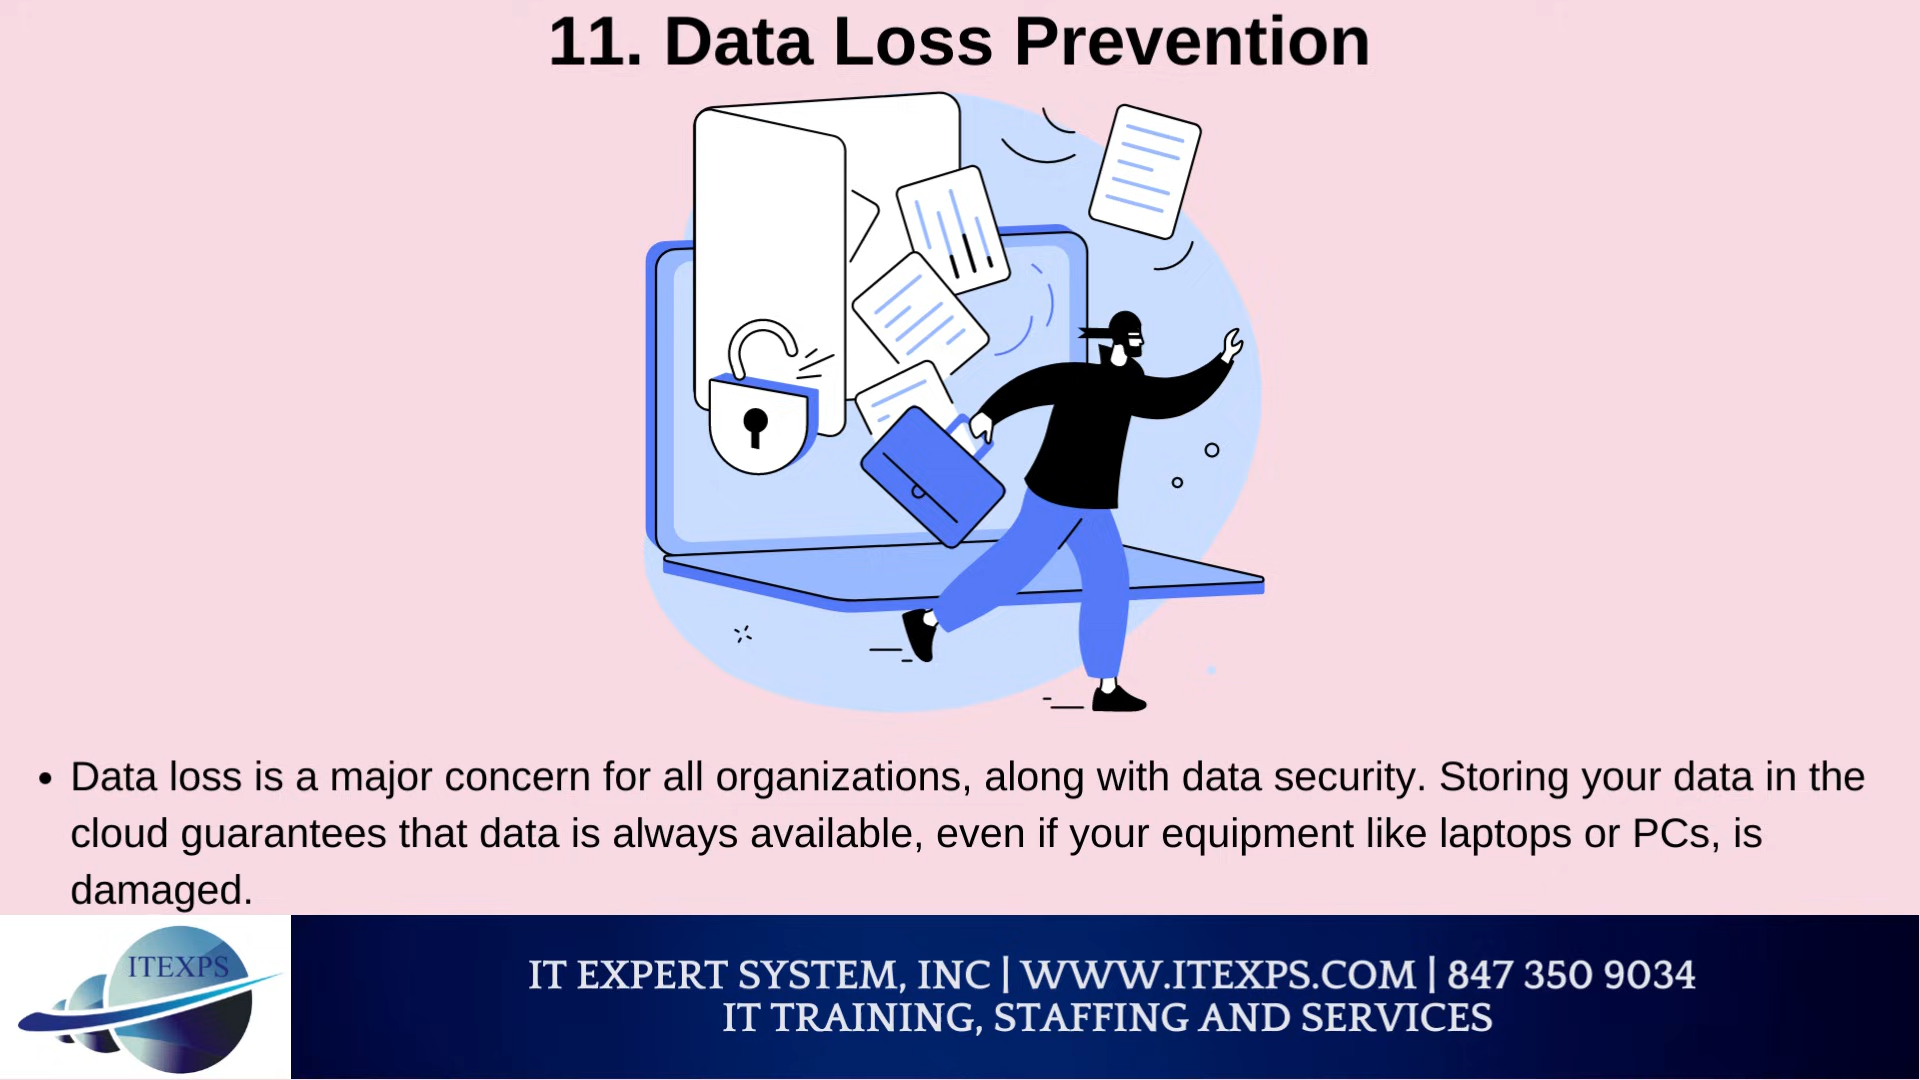 11. Data Loss Prevention
• Data loss is a major concern for all organizations, along with data security. Storing your data in the
cloud guarantees that data is always available, even if your equipment like laptops or PCs, is
damaged.
ITEXPS
IT EXPERT SYSTEM, INC | WWW.ITEXPS.COM | 847 350 9034
IT TRAINING, STAFFING AND SERVICES